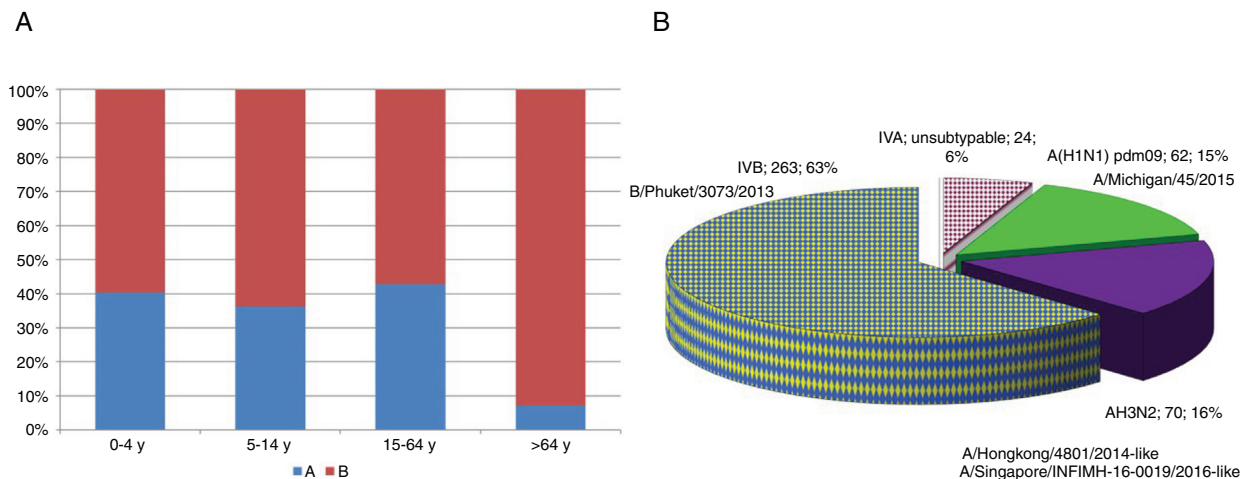 A
B
100%
90%
80%
70%
60%
50%
40%
30%
20%
10%
0%
0-4 y
5-14 y
15-64 y
>64 y
A
B
IVA; unsubtypable; 24;
6%
A(H1N1) pdm09; 62; 15%
A/Michigan/45/2015
IVB; 263; 63%
B/Phuket/3073/2013
AH3N2; 70; 16%
A/Hongkong/4801/2014-like
A/Singapore/INFIMH-16-0019/2016-like